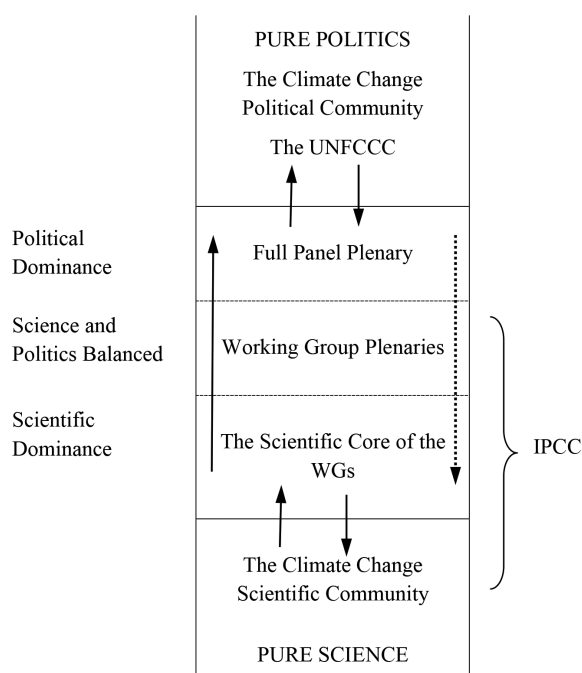 PURE POLITICS
The Climate Change
Political Community
The UNFCCC
Political
Dominance
Full Panel Plenary
Science and
Politics Balanced
Working Group Plenaries
Scientific
Dominance
The Scientific Core of the
WGs
IPCC
The Climate Change
Scientific Community
PURE SCIENCE